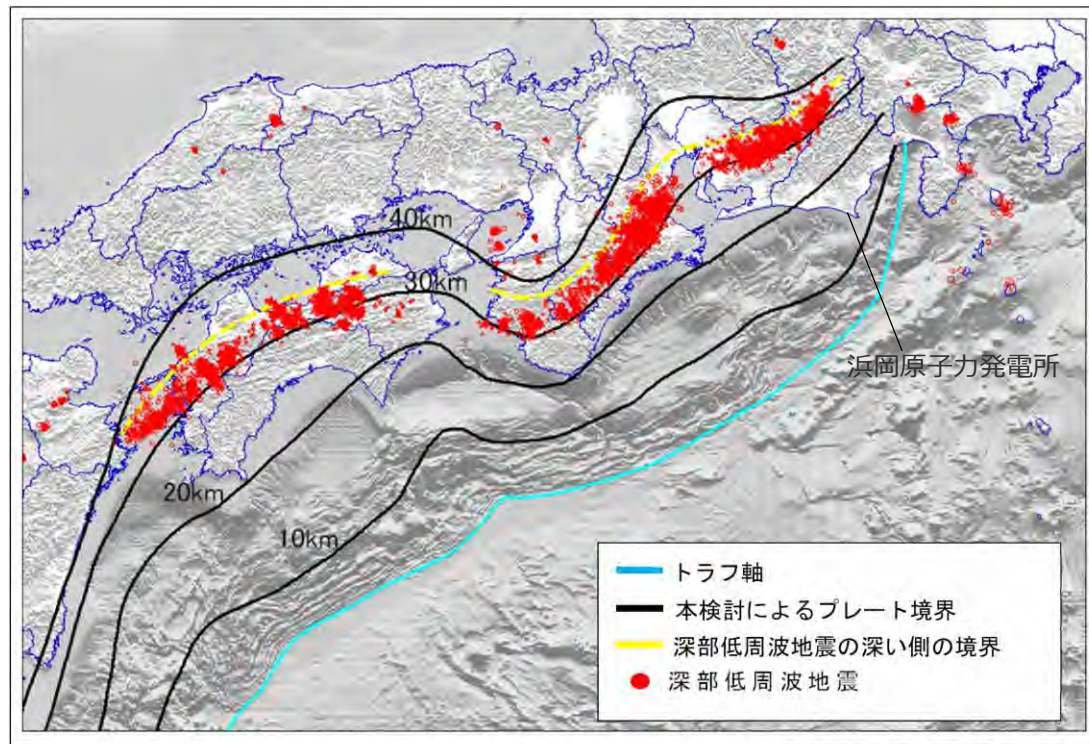 40km
30km
20km
10km
浜岡原子力発電所
トラフ軸
本検討によるプレート境界
深部低周波地震の深い側の境界
深部低周波地震